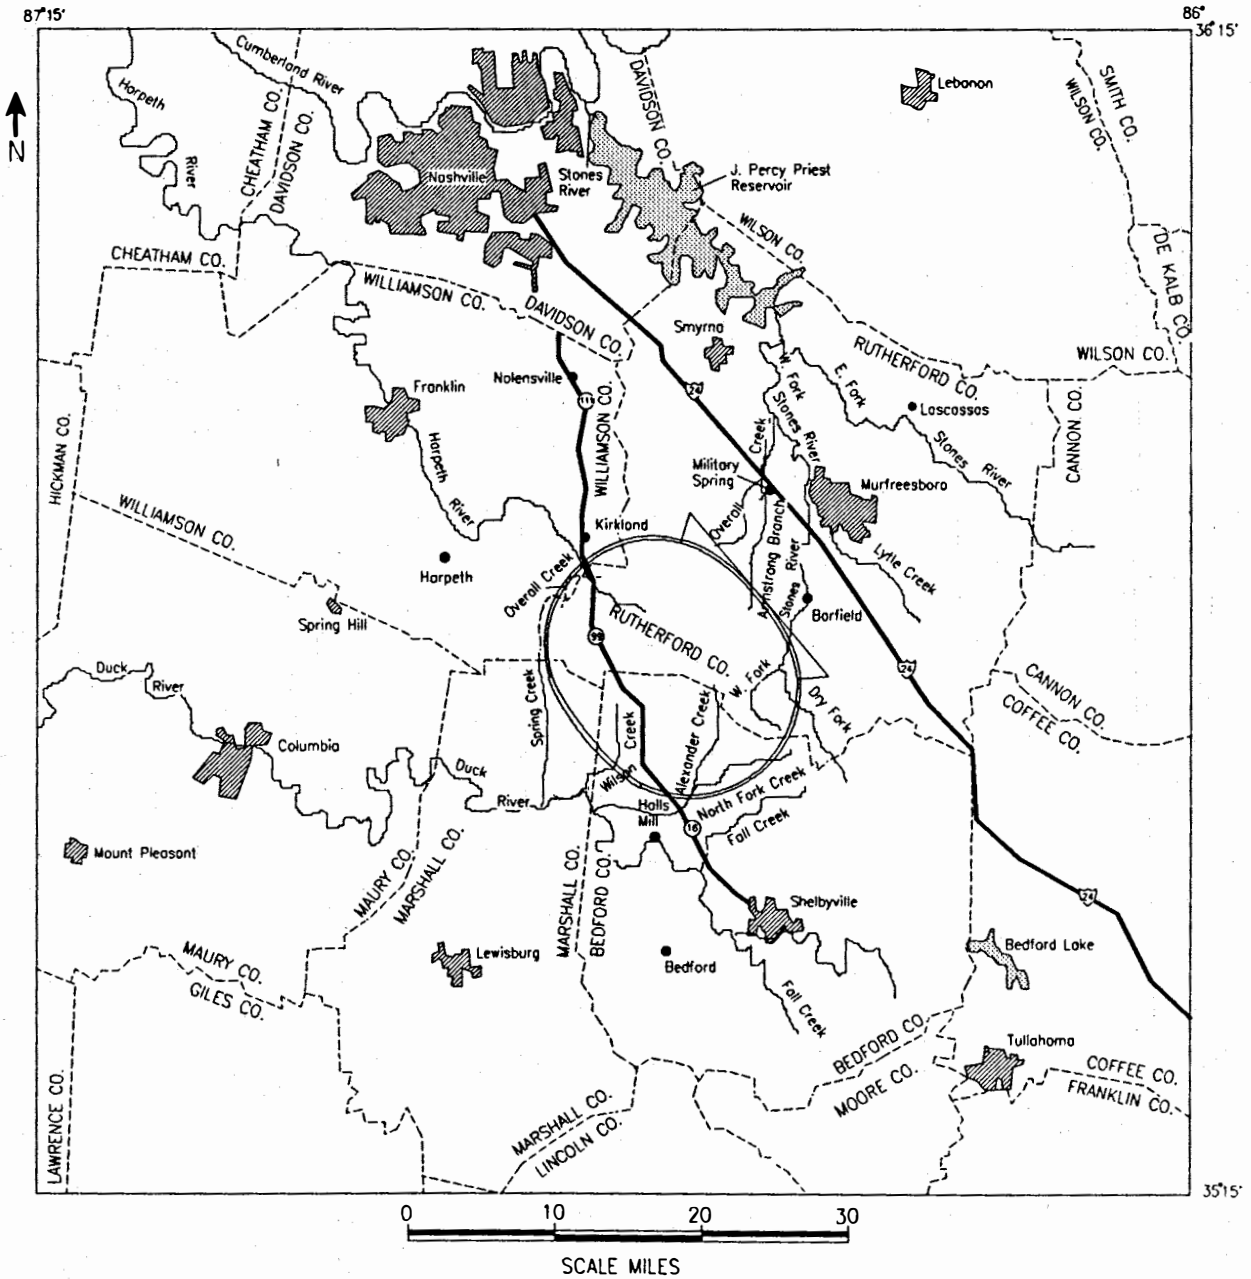 87°15'
86°
36°15'
Cumberland River
Harpeth
River
CHEATHAM CO.
DAVIDSON CO.
DAVIDSON CO.
Lebanon
SMITH CO.
WILSON CO.
N
Nashville
Stones
River
J. Percy Priest
Reservoir
WILSON CO.
DE KALB CO.
CHEATHAM CO.
WILLIAMSON CO.
DAVIDSON CO.
Smyrna
RUTHERFORD CO.
WILSON CO.
Nolensville
Franklin
24
W. Fork
Stones River
E. Fork
Stones
River
Lascassas
CANNON CO.
HICKMAN CO.
Harpeth
River
WILLIAMSON CO.
Military
Spring
Overall
Creek
Murfreesboro
WILLIAMSON CO.
Kirkland
Harpeth
Overall Creek
Armstrong Branch
Stones River
Lytle Creek
Barfield
Spring Hill
99
RUTHERFORD CO.
W. Fork
24
CANNON CO.
COFFEE CO.
Duck
River
Spring Creek
Creek
Wilson
Alexander Creek
Dry Fork
Columbia
Duck
River
Halls
Mill
North Fork Creek
16
Fall Creek
Mount Pleasant
MAURY CO.
MARSHALL CO.
MARSHALL CO.
BEDFORD CO.
Shelbyville
24
MAURY CO.
GILES CO.
Lewisburg
Bedford
Fall Creek
Bedford Lake
BEDFORD CO.
MOORE CO.
Tullahoma
COFFEE CO.
FRANKLIN CO.
LAWRENCE CO.
MARSHALL CO.
LINCOLN CO.
35°15'
0 10 20 30
SCALE MILES